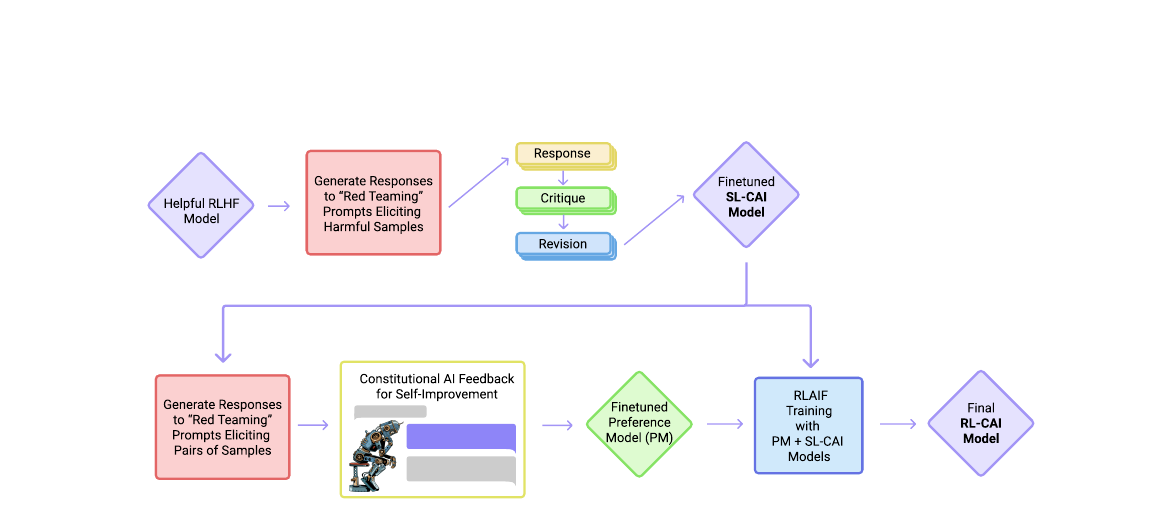 Helpful RLHF
Model
Generate Responses
to “Red Teaming”
Prompts Eliciting
Harmful Samples
Response
Critique
Revision
Finetuned
SL-CAI
Model
Generate Responses
to “Red Teaming”
Prompts Eliciting
Pairs of Samples
Constitutional AI Feedback
for Self-Improvement
Finetuned
Preference
Model (PM)
RLAIF
Training
with
PM + SL-CAI
Models
Final
RL-CAI
Model